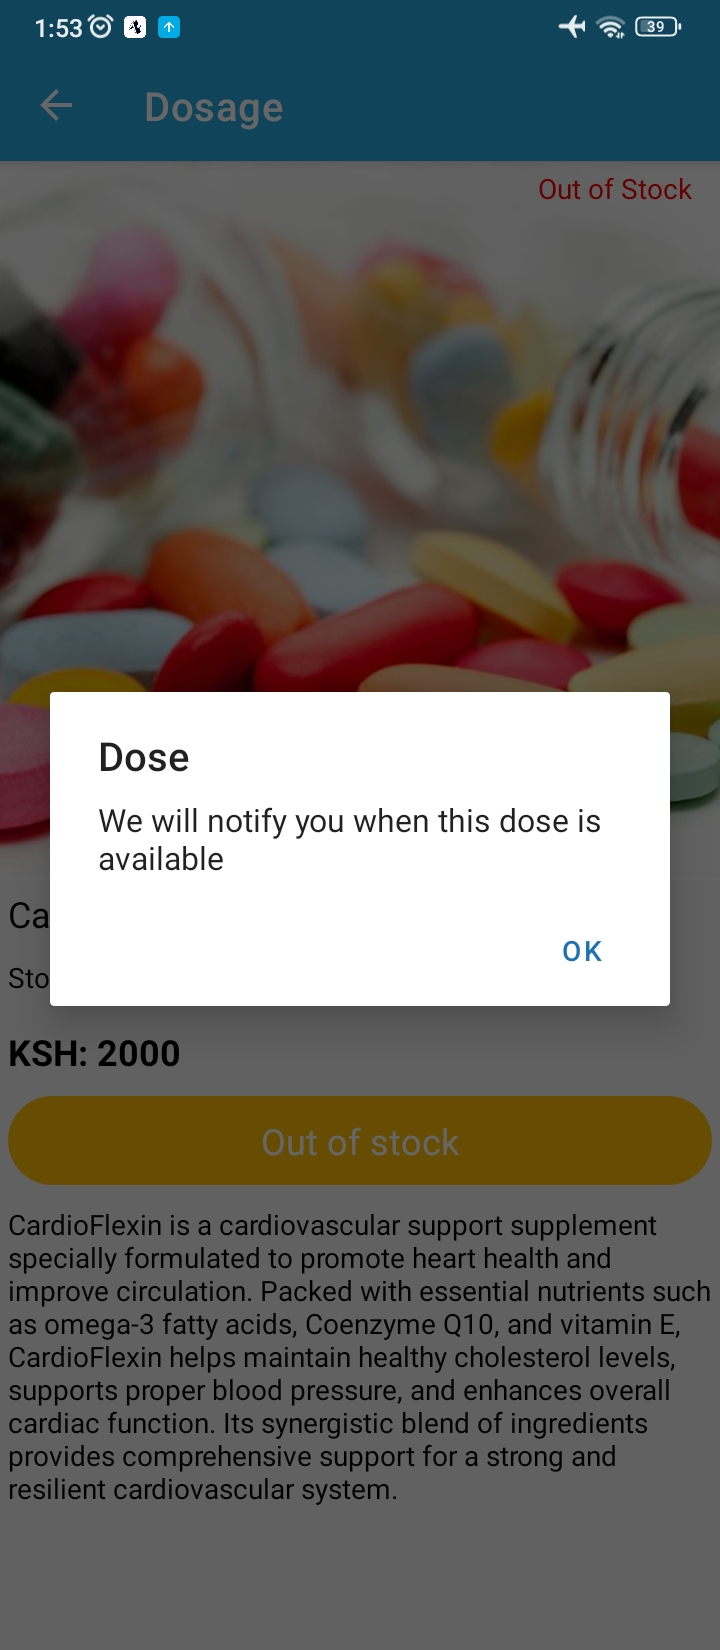 1:53
39
Dosage
Out of Stock
Dose
We will notify you when this dose is
available
OK
Ca
Sto
KSH: 2000
Out of stock
CardioFlexin is a cardiovascular support supplement
specially formulated to promote heart health and
improve circulation. Packed with essential nutrients such
as omega-3 fatty acids, Coenzyme Q10, and vitamin E,
CardioFlexin helps maintain healthy cholesterol levels,
supports proper blood pressure, and enhances overall
cardiac function. Its synergistic blend of ingredients
provides comprehensive support for a strong and
resilient cardiovascular system.